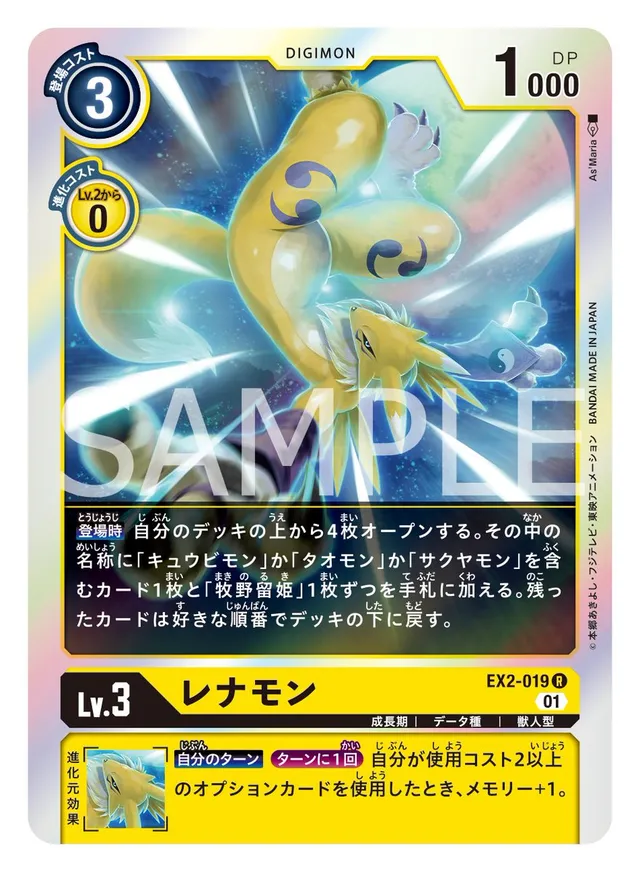 DIGIMON
登場コスト
3
DP
1000
進化コスト
Lv.2から
0
As'Maria
SAMPLE
© 本郷あきよし・フジテレビ・東映アニメーション BANDAI MADE IN JAPAN
登場時 自分のデッキの上から4枚オープンする。その中の
名称に「キュウビモン」か「タオモン」か「サクヤモン」を含
むカード1枚と「牧野留姫」1枚ずつを手札に加える。残っ
たカードは好きな順番でデッキの下に戻す。
Lv.3
レナモン
EX2-019 R
01
成長期 | データ種 | 獣人型
進化元効果
自分のターン ターンに1回 自分が使用コスト2以上
のオプションカードを使用したとき、メモリー+1。